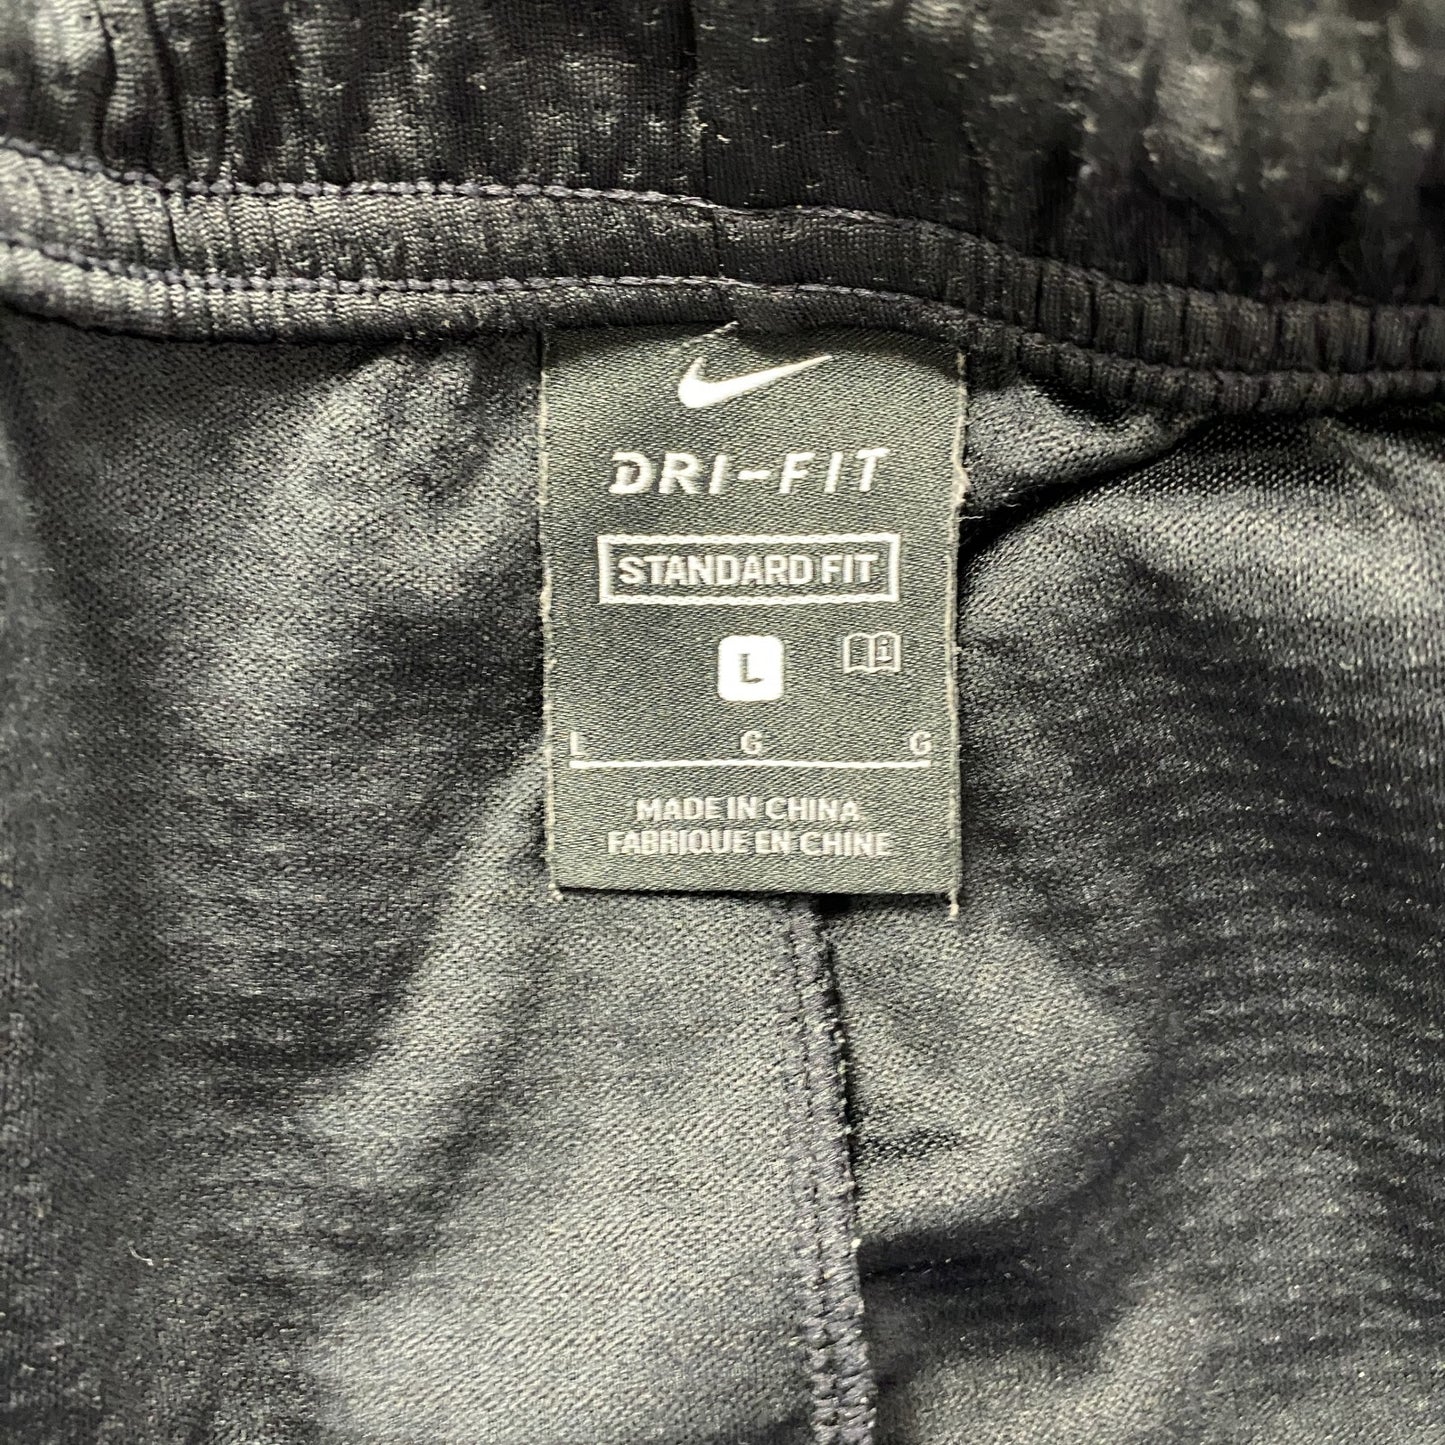 DRI-FIT
STANDARD FIT
L i
L G G
MADE IN CHINA
FABRIQUE EN CHINE